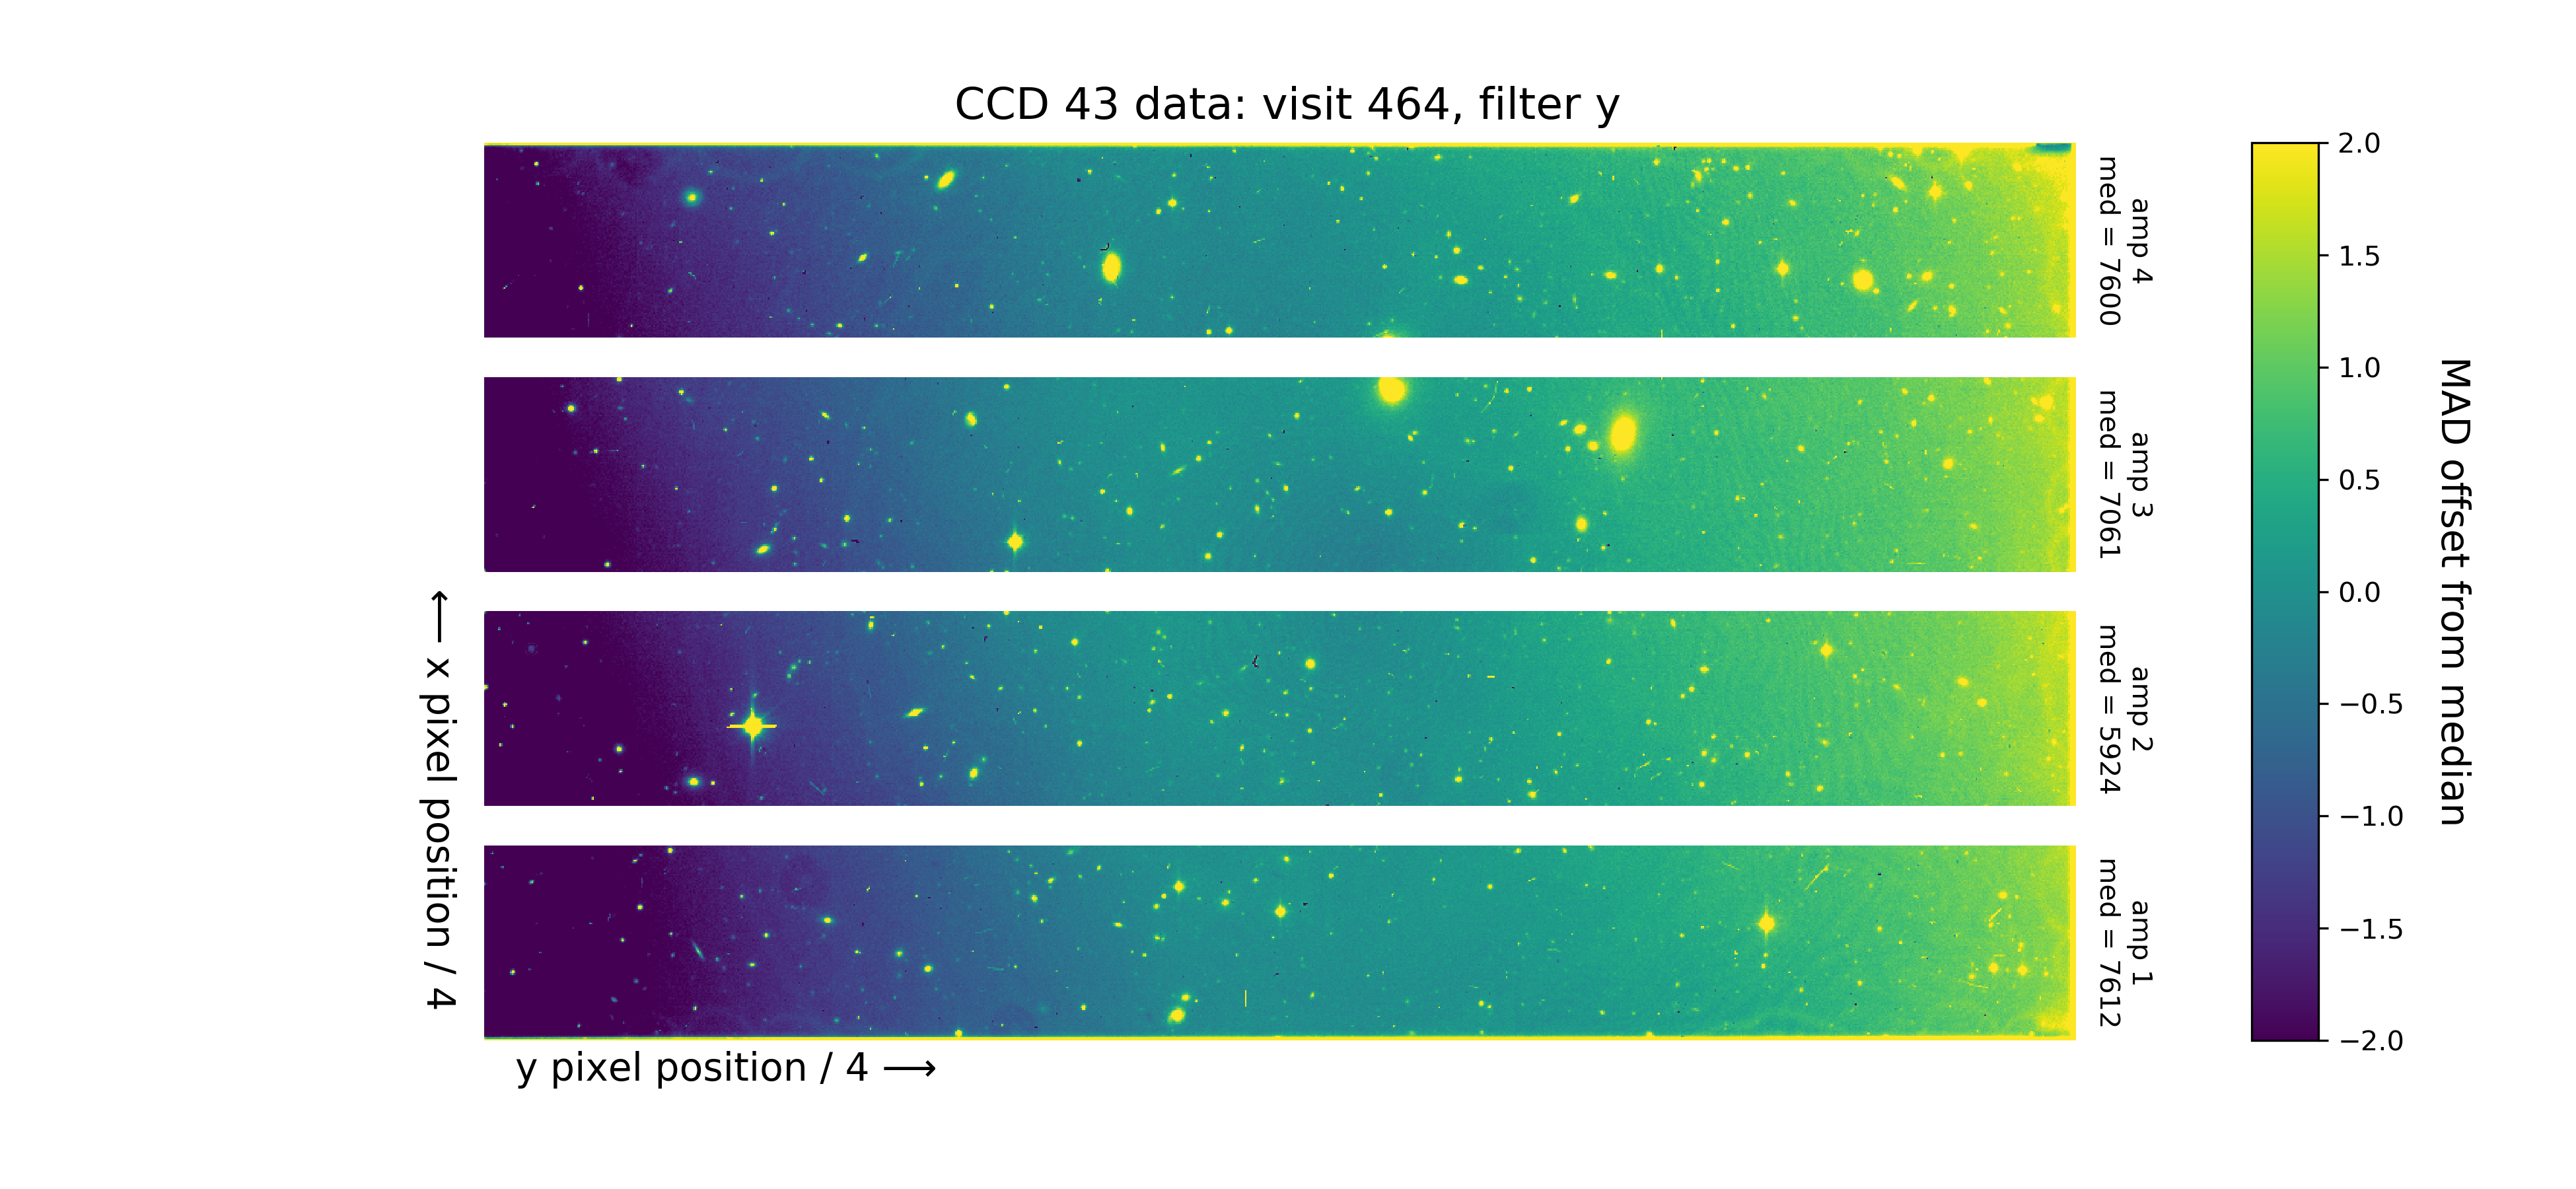 CCD 43 data: visit 464, filter y
amp 4
med = 7600
amp 3
med = 7061
amp 2
med = 5924
amp 1
med = 7612
⟵ x pixel position / 4
y pixel position / 4 ⟶
2.0
1.5
1.0
0.5
0.0
−0.5
−1.0
−1.5
−2.0
MAD offset from median